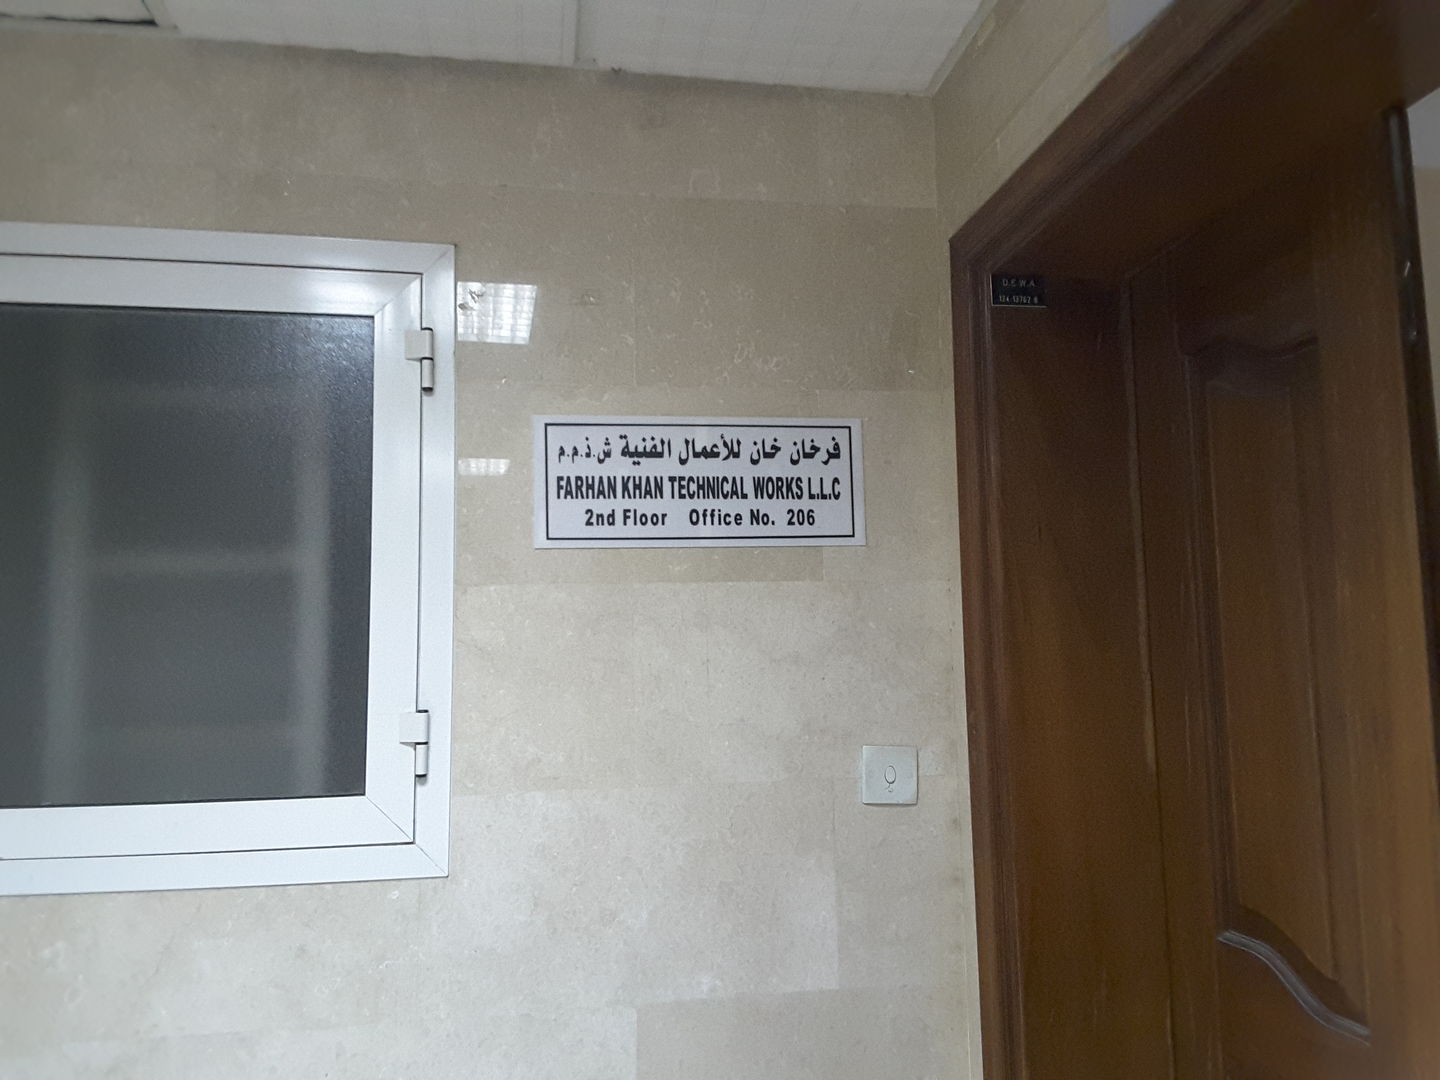 فرخان خان للأعمال الفنية ش.ذ.م.م
FARHAN KHAN TECHNICAL WORKS L.L.C
2nd Floor Office No. 206
D.E.W.A.